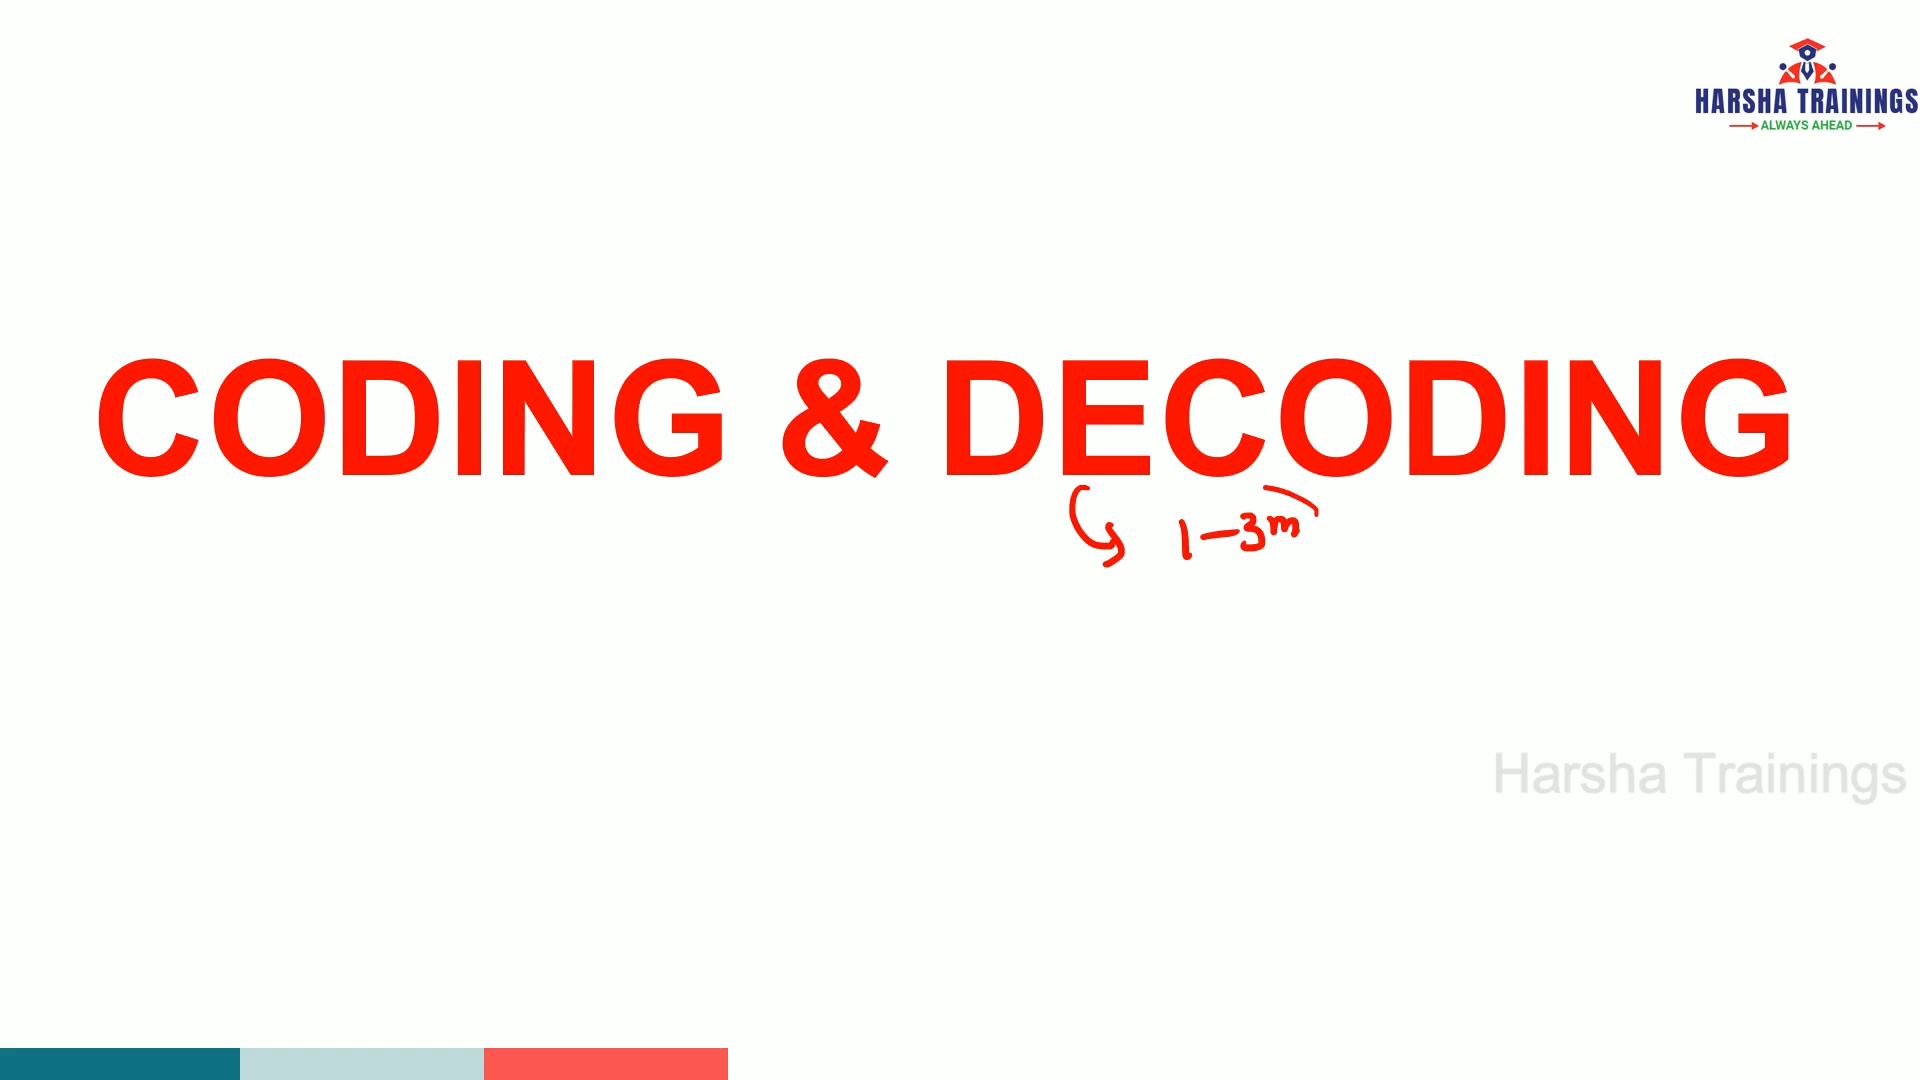 HARSHA TRAININGS
ALWAYS AHEAD
CODING & DECODING
1-3m
Harsha Trainings